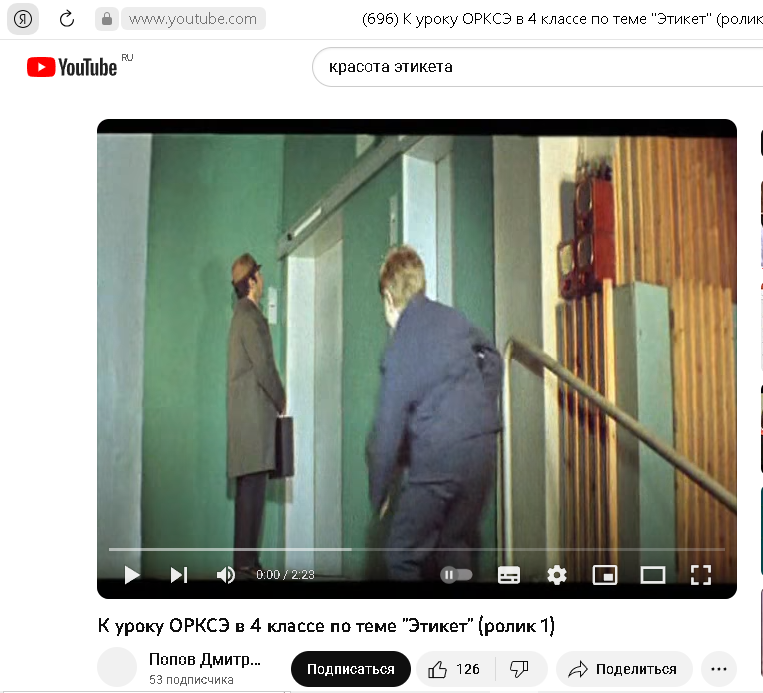 Я
www.youtube.com
(696) К уроку ОРКСЭ в 4 классе по теме "Этикет" (ролик
YouTube RU
красота этикета
0:00 / 2:23
К уроку ОРКСЭ в 4 классе по теме "Этикет" (ролик 1)
Попов Дмитр...
53 подписчика
Подписаться
126
Поделиться